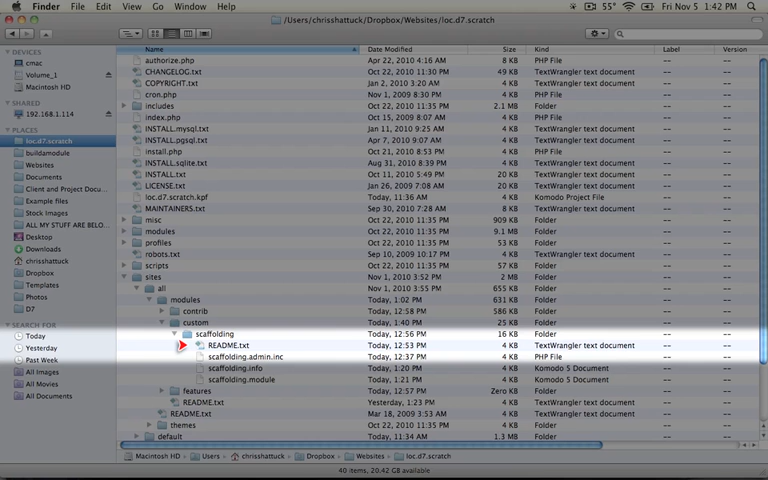 Finder File Edit View Go Window Help 55° Fri Nov 5 1:42 PM
/Users/chrisshattuck/Dropbox/Websites/loc.d7.scratch
Name Date Modified Size Kind Label Version
DEVICES
cmac
Volume_1
Macintosh HD
SHARED
192.168.1.114
PLACES
loc.d7.scratch
buildamodule
Websites
Documents
Client and Project Docu...
Example files
Stock Images
ALL MY STUFF ARE BELO...
Desktop
Downloads
chrisshattuck
Dropbox
Templates
Photos
D7
SEARCH FOR
Today
Yesterday
Past Week
All Images
All Movies
All Documents
authorize.php Apr 22, 2010 4:16 AM 8 KB PHP File -- --
CHANGELOG.txt Oct 22, 2010 11:30 PM 49 KB TextWrangler text document -- --
COPYRIGHT.txt Jan 2, 2010 3:20 AM 4 KB TextWrangler text document -- --
cron.php Nov 1, 2009 8:30 PM 4 KB PHP File -- --
includes Oct 22, 2010 11:35 PM 2.1 MB Folder -- --
index.php Oct 15, 2009 8:07 AM 4 KB PHP File -- --
INSTALL.mysql.txt Jan 11, 2010 9:25 AM 4 KB TextWrangler text document -- --
INSTALL.pgsql.txt Apr 7, 2010 9:07 AM 4 KB TextWrangler text document -- --
install.php Oct 21, 2010 8:53 PM 4 KB PHP File -- --
INSTALL.sqlite.txt Aug 31, 2010 8:39 PM 4 KB TextWrangler text document -- --
INSTALL.txt Oct 11, 2010 5:49 PM 20 KB TextWrangler text document -- --
LICENSE.txt Jan 26, 2009 7:08 AM 20 KB TextWrangler text document -- --
loc.d7.scratch.kpf Today, 11:36 AM 4 KB Komodo Project File -- --
MAINTAINERS.txt Sep 30, 2010 7:28 AM 8 KB TextWrangler text document -- --
misc Oct 22, 2010 11:35 PM 909 KB Folder -- --
modules Oct 22, 2010 11:35 PM 9.1 MB Folder -- --
profiles Oct 22, 2010 11:35 PM 43 KB Folder -- --
robots.txt Sep 10, 2009 10:17 PM 4 KB TextWrangler text document -- --
scripts Oct 22, 2010 11:35 PM 57 KB Folder -- --
sites Nov 1, 2010 3:52 PM 2 MB Folder -- --
all Nov 1, 2010 3:55 PM 655 KB Folder -- --
modules Today, 1:02 PM 631 KB Folder -- --
contrib Today, 12:58 PM 586 KB Folder -- --
custom Today, 1:40 PM 25 KB Folder -- --
scaffolding Today, 12:56 PM 16 KB Folder -- --
README.txt Today, 12:53 PM 4 KB TextWrangler text document -- --
scaffolding.admin.inc Today, 12:37 PM 4 KB PHP File -- --
scaffolding.info Today, 1:20 PM 4 KB Komodo 5 Document -- --
scaffolding.module Today, 1:21 PM 4 KB Komodo 5 Document -- --
features Today, 12:57 PM Zero KB Folder -- --
README.txt Yesterday, 1:23 PM 4 KB TextWrangler text document -- --
README.txt Mar 18, 2009 3:53 AM 4 KB TextWrangler text document -- --
themes Oct 22, 2010 11:35 PM 20 KB Folder -- --
default Today, 11:34 AM 1.3 MB Folder -- --
Macintosh HD Users chrisshattuck Dropbox Websites loc.d7.scratch
40 items, 20.42 GB available